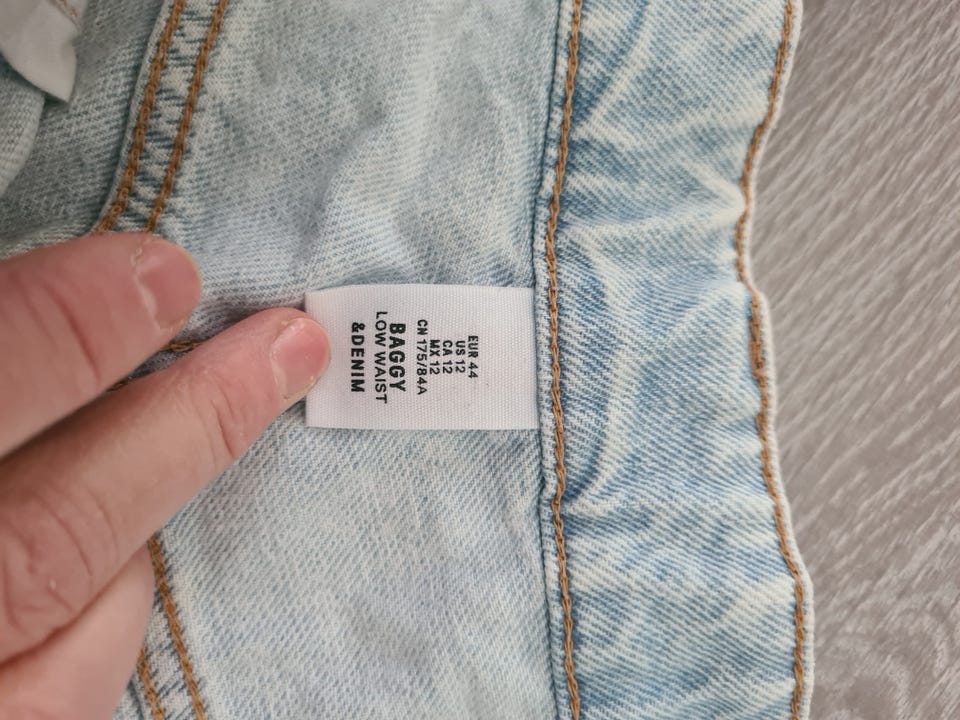 EUR 44
US 12
CA 12
MX 12
CN 175/84A
BAGGY
LOW WAIST
&DENIM